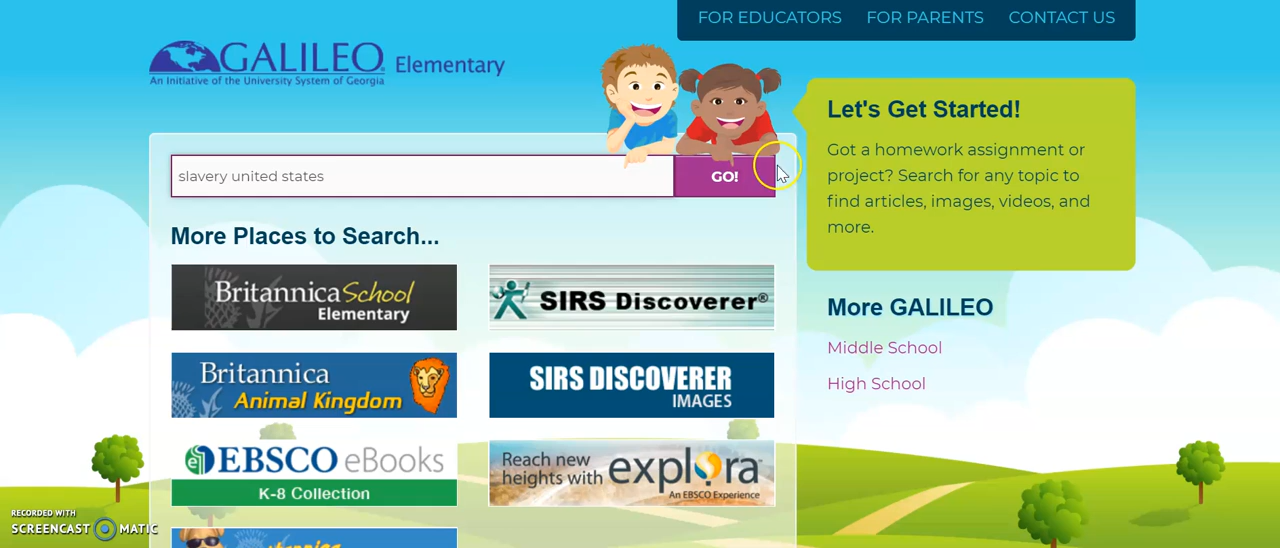 FOR EDUCATORS FOR PARENTS CONTACT US
GALILEO Elementary
An Initiative of the University System of Georgia
slavery united states
GO!
Let's Get Started!
Got a homework assignment or
project? Search for any topic to
find articles, images, videos, and
more.
More Places to Search...
Britannica School
Elementary
SIRS Discoverer®
Britannica
Animal Kingdom
SIRS DISCOVERER
IMAGES
EBSCO eBooks
K-8 Collection
Reach new
heights with explora™
An EBSCO Experience
More GALILEO
Middle School
High School
RECORDED WITH
SCREENCAST MATIC